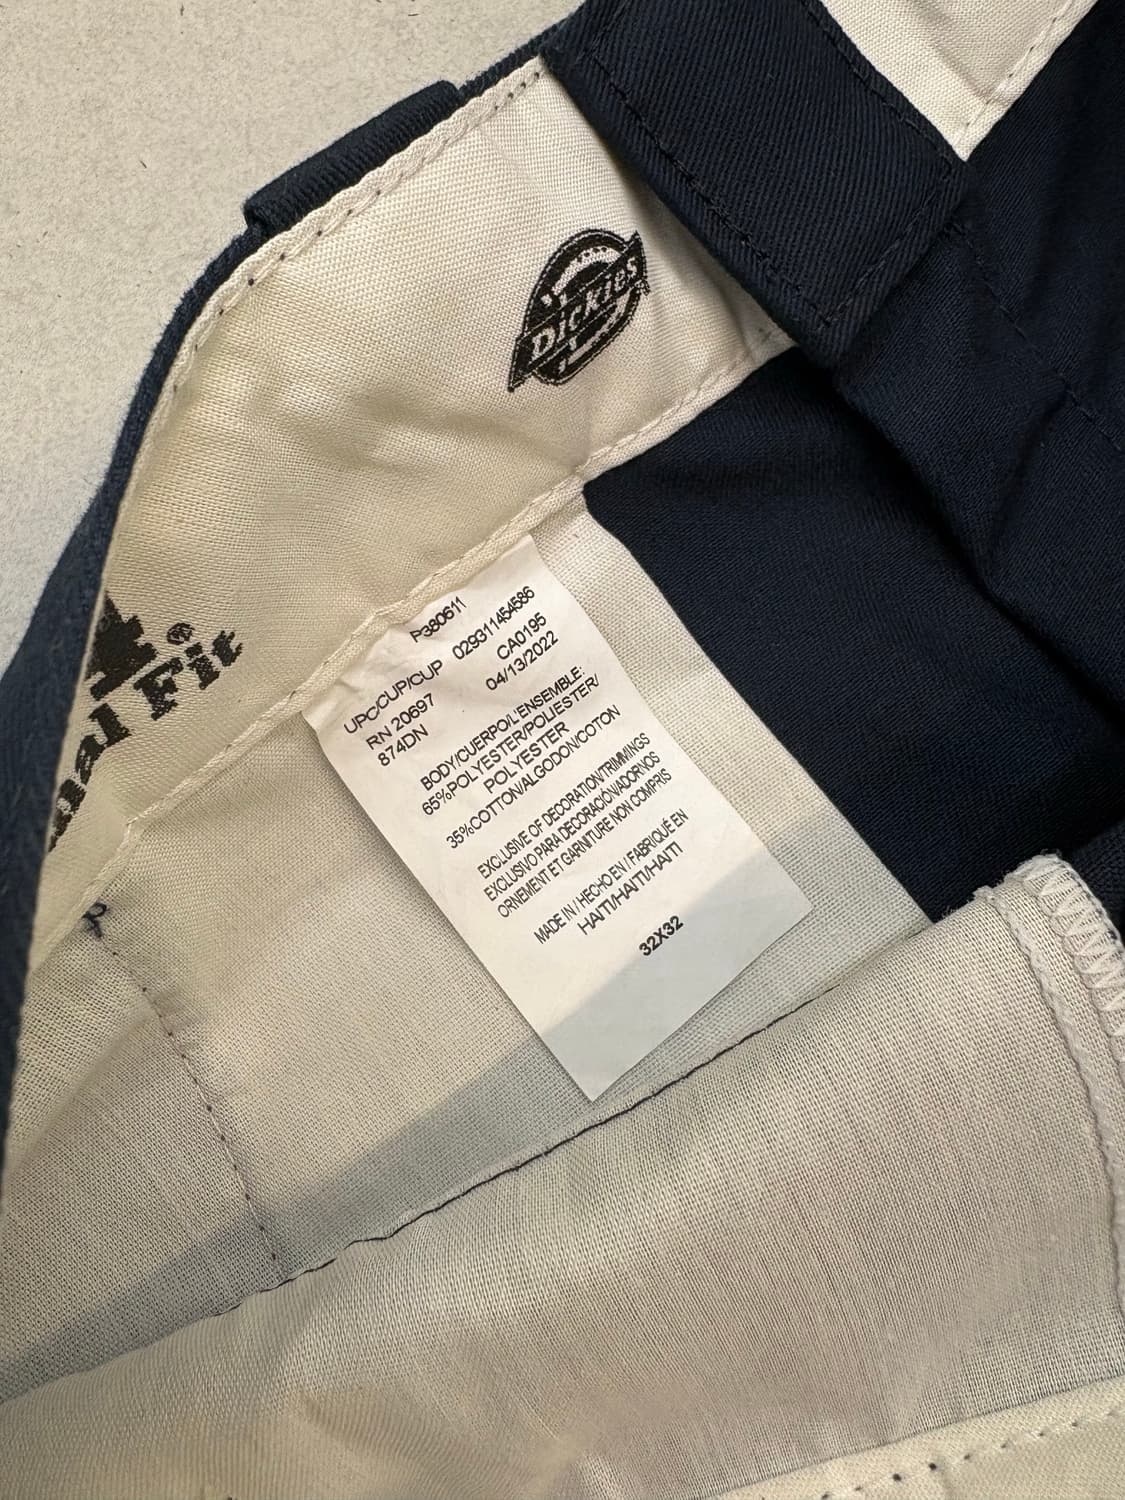 Dickies
Fit®
P380611
UPC/CUP/CUP 029311454586
RN 20697 CA0195
874DN 04/13/2022
BODY/CUERPO/L'ENSEMBLE:
65%POLYESTER/POLIESTER/
POLYESTER
35%COTTON/ALGODON/COTON
EXCLUSIVE OF DECORATION/TRIMMINGS
EXCLUSIVO PARA DECORACIÓN/ADORNOS
ORNEMENT ET GARNITURE NON COMPRIS
MADE IN / HECHO EN / FABRIQUÉ EN
HAITI/HAITI/HAITI
32X32